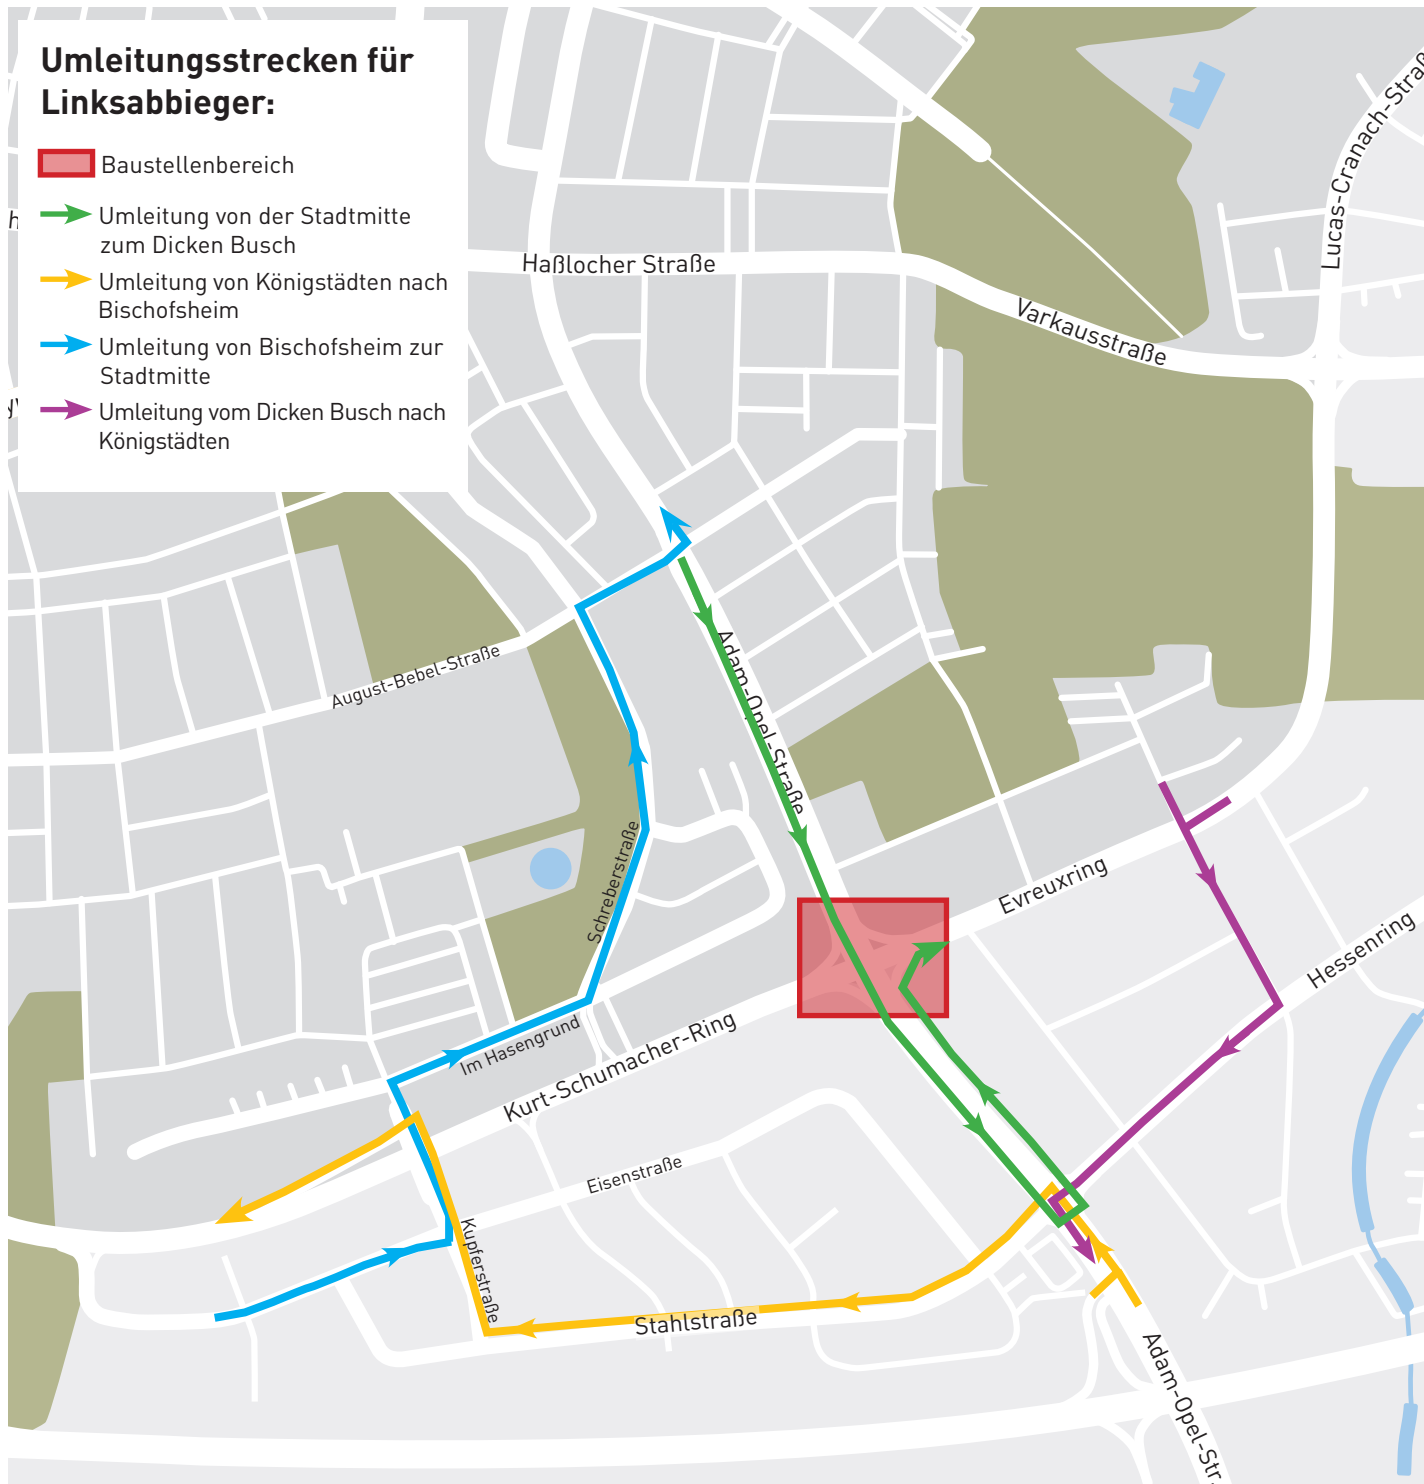 Umleitungsstrecken für
Linksabbieger:
Baustellenbereich
Umleitung von der Stadtmitte
zum Dicken Busch
Umleitung von Königstädten nach
Bischofsheim
Umleitung von Bischofsheim zur
Stadtmitte
Umleitung vom Dicken Busch nach
Königstädten
Haßlocher Straße
Varkausstraße
Lucas-Cranach-Straß
August-Bebel-Straße
Adam-Opel-Straße
Schreberstraße
Evreuxring
Hessenring
Im Hasengrund
Kurt-Schumacher-Ring
Eisenstraße
Kupferstraße
Stahlstraße
Adam-Opel-Str.